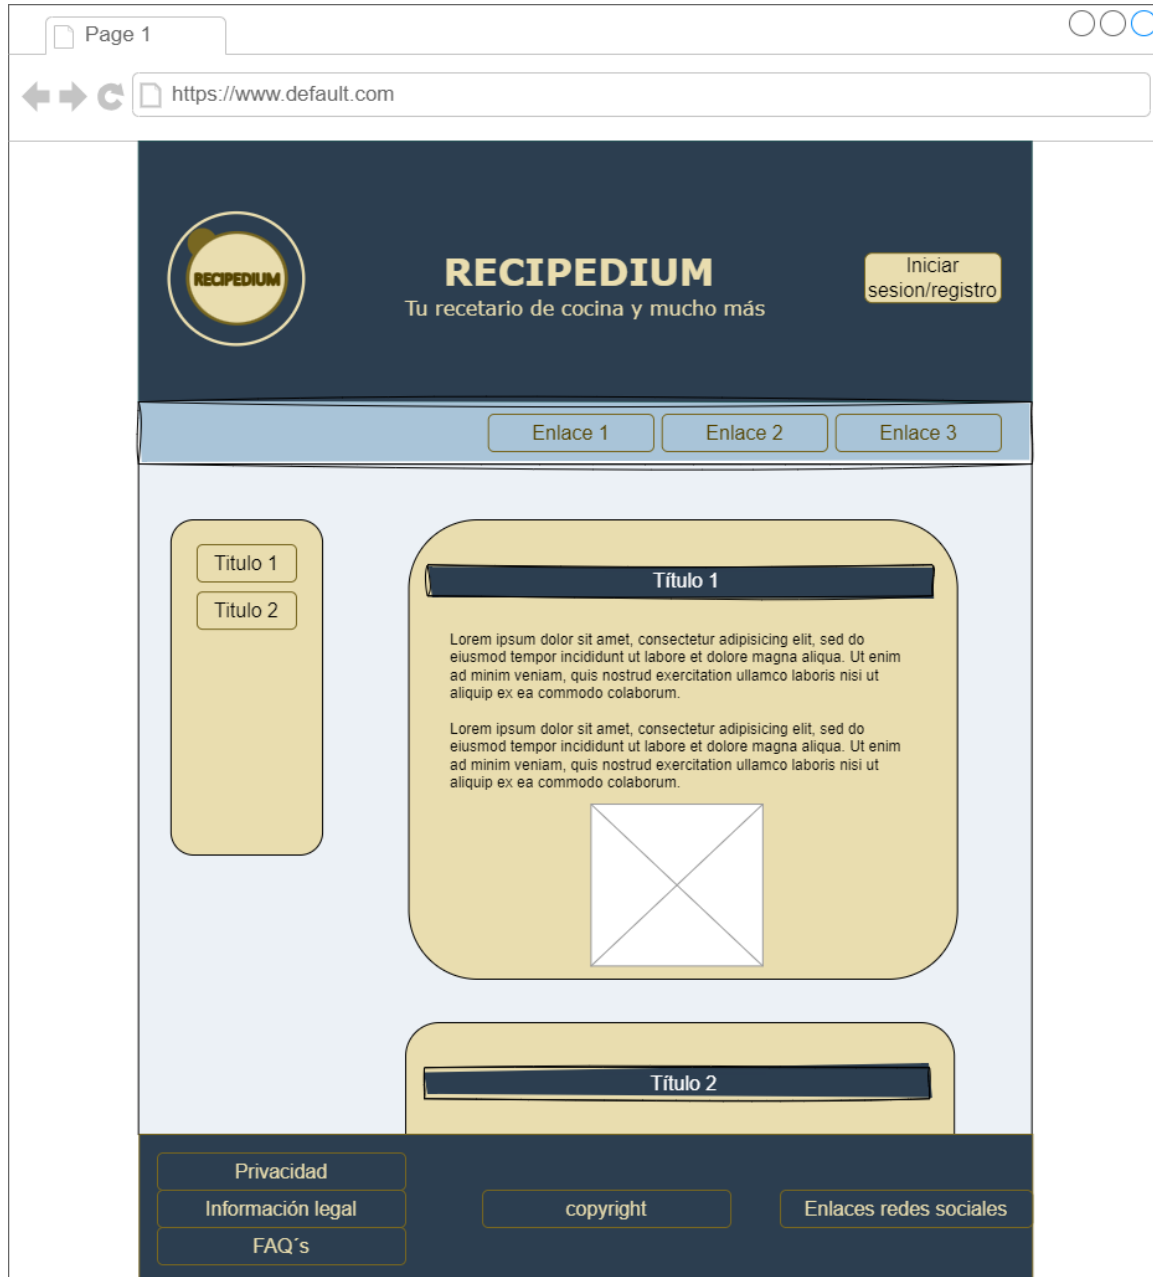 Page 1
https://www.default.com
RECIPEDIUM
RECIPEDIUM
Tu recetario de cocina y mucho más
Iniciar
sesion/registro
Enlace 1
Enlace 2
Enlace 3
Titulo 1
Titulo 2
Título 1
Lorem ipsum dolor sit amet, consectetur adipisicing elit, sed do
eiusmod tempor incididunt ut labore et dolore magna aliqua. Ut enim
ad minim veniam, quis nostrud exercitation ullamco laboris nisi ut
aliquip ex ea commodo colaborum.
Lorem ipsum dolor sit amet, consectetur adipisicing elit, sed do
eiusmod tempor incididunt ut labore et dolore magna aliqua. Ut enim
ad minim veniam, quis nostrud exercitation ullamco laboris nisi ut
aliquip ex ea commodo colaborum.
Título 2
Privacidad
Información legal
FAQ´s
copyright
Enlaces redes sociales